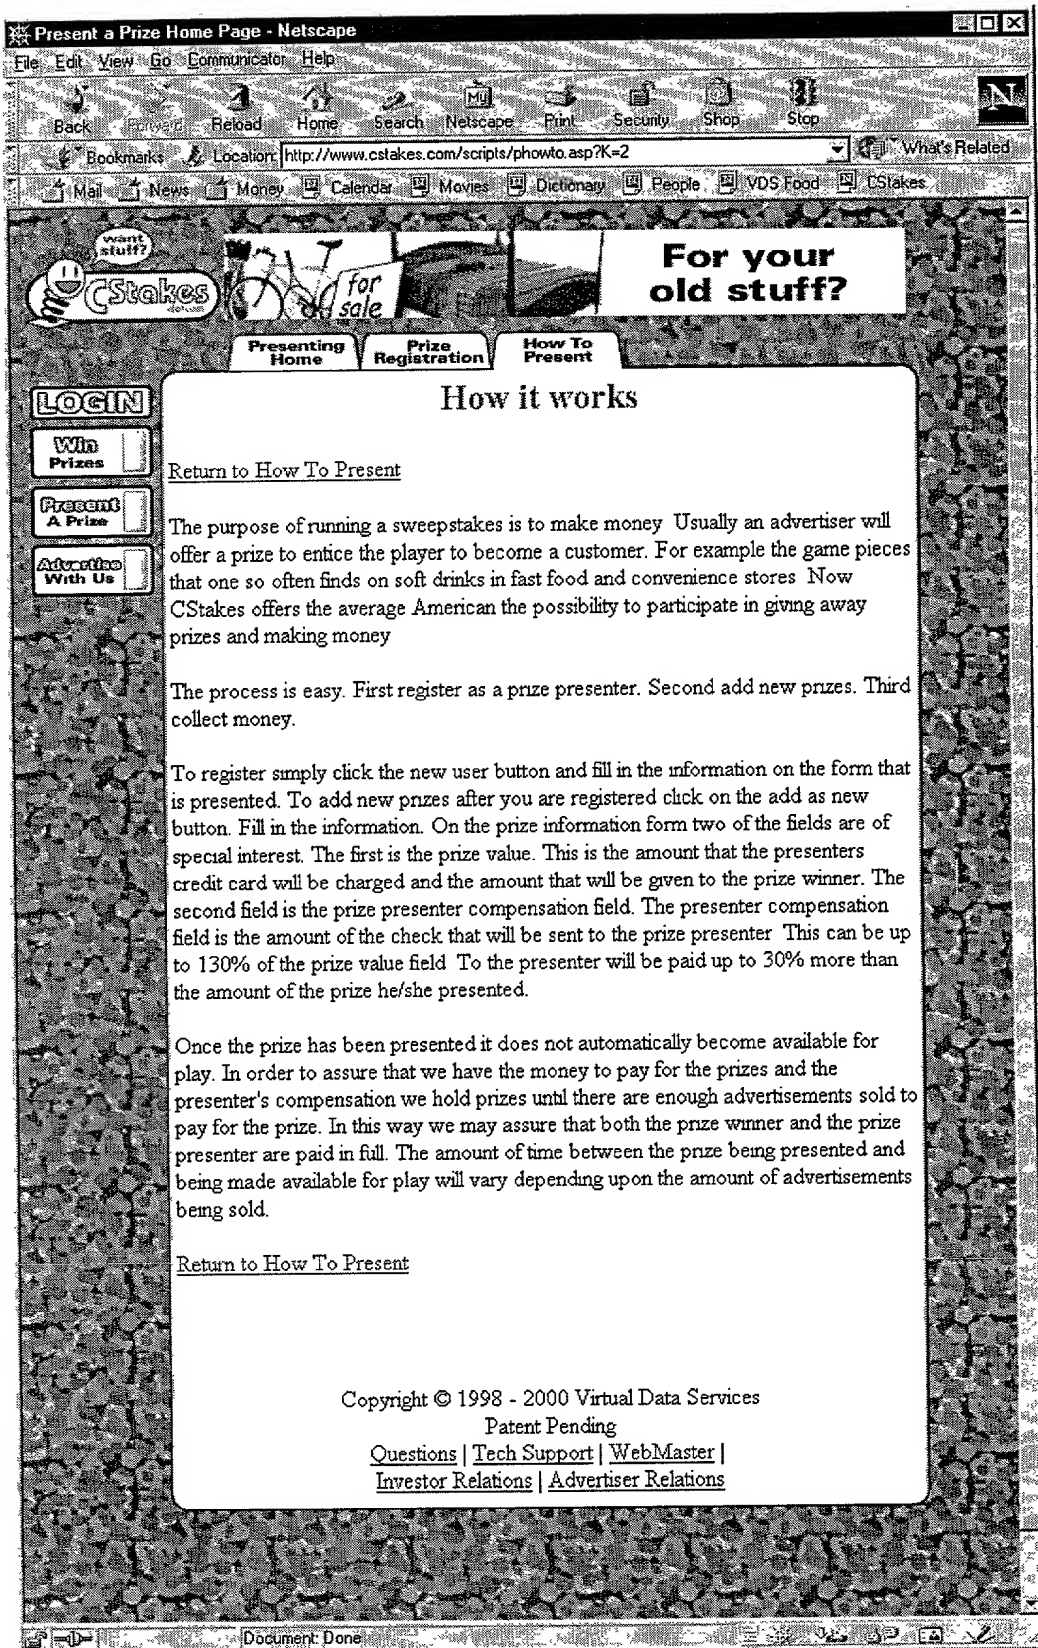 Present a Prize Home Page - Netscape
File Edit View Go Communicator Help
Back Forward Reload Home Search Netscape Print Security Shop Stop
Bookmarks Location: http://www.cstakes.com/scripts/phowto.asp?K=2 What's Related
Mail News Money Calendar Movies Dictionary People VDS Food CStakes
want stuff?
CStakes
dotcom
for sale
For your
old stuff?
Presenting Home
Prize Registration
How To Present
LOGIN
Win
Prizes
Present
A Prize
Advertise
With Us
How it works
Return to How To Present
The purpose of running a sweepstakes is to make money Usually an advertiser will
offer a prize to entice the player to become a customer. For example the game pieces
that one so often finds on soft drinks in fast food and convenience stores Now
CStakes offers the average American the possibility to participate in giving away
prizes and making money
The process is easy. First register as a prize presenter. Second add new prizes. Third
collect money.
To register simply click the new user button and fill in the information on the form that
is presented. To add new prizes after you are registered click on the add as new
button. Fill in the information. On the prize information form two of the fields are of
special interest. The first is the prize value. This is the amount that the presenters
credit card will be charged and the amount that will be given to the prize winner. The
second field is the prize presenter compensation field. The presenter compensation
field is the amount of the check that will be sent to the prize presenter This can be up
to 130% of the prize value field To the presenter will be paid up to 30% more than
the amount of the prize he/she presented.
Once the prize has been presented it does not automatically become available for
play. In order to assure that we have the money to pay for the prizes and the
presenter's compensation we hold prizes until there are enough advertisements sold to
pay for the prize. In this way we may assure that both the prize winner and the prize
presenter are paid in full. The amount of time between the prize being presented and
being made available for play will vary depending upon the amount of advertisements
being sold.
Return to How To Present
Copyright © 1998 - 2000 Virtual Data Services
Patent Pending
Questions | Tech Support | WebMaster |
Investor Relations | Advertiser Relations
Document: Done